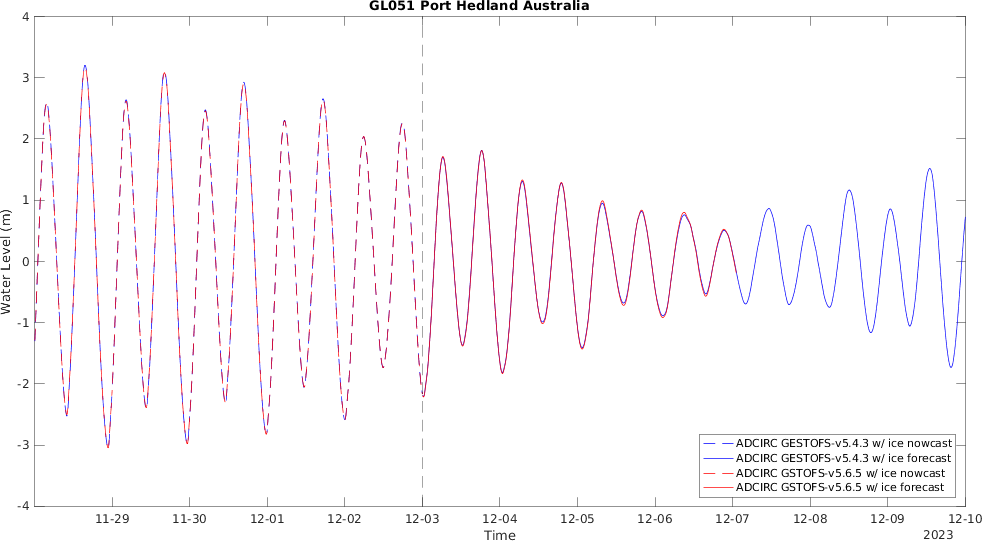 GL051 Port Hedland Australia
4
3
2
1
0
-1
-2
-3
-4
Water Level (m)
ADCIRC GESTOFS-v5.4.3 w/ ice nowcast
ADCIRC GESTOFS-v5.4.3 w/ ice forecast
ADCIRC GSTOFS-v5.6.5 w/ ice nowcast
ADCIRC GSTOFS-v5.6.5 w/ ice forecast
11-29 11-30 12-01 12-02 12-03 12-04 12-05 12-06 12-07 12-08 12-09 12-10
Time
2023